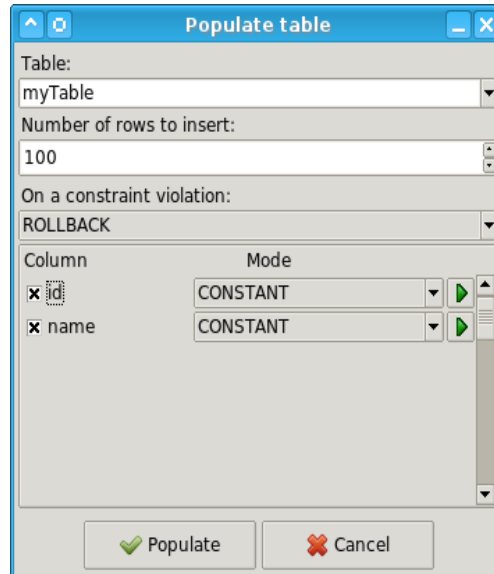 Populate table
Table:
myTable
Number of rows to insert:
100
On a constraint violation:
ROLLBACK
Column Mode
id CONSTANT
name CONSTANT
Populate Cancel